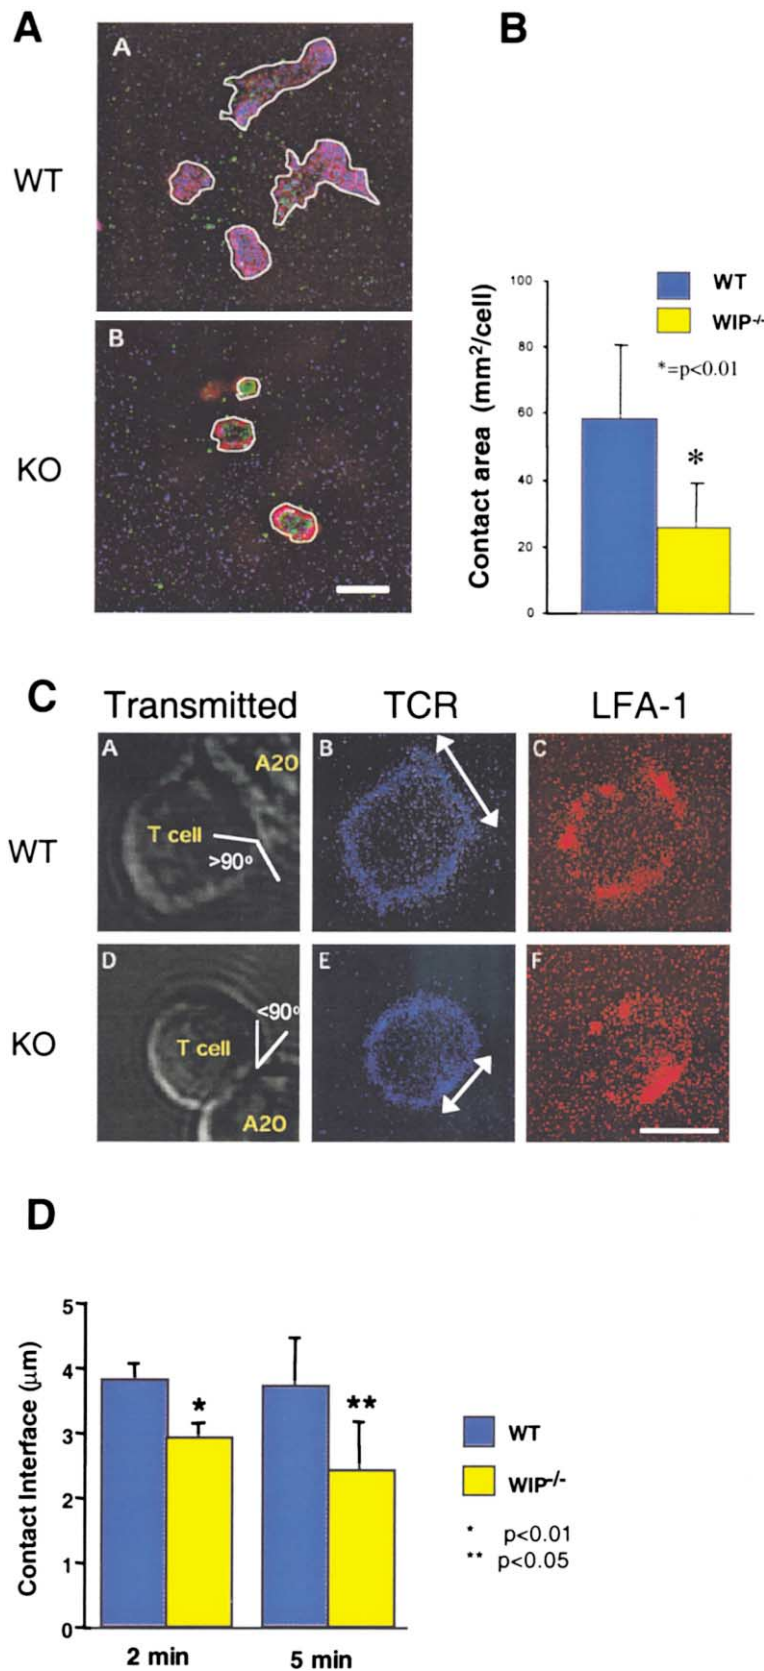 A
B
A
WT
B
KO
100
80
60
40
20
0
Contact area (mm²/cell)
WT
WIP-/-
*=p<0.01
*
C
Transmitted TCR LFA-1
WT
A
A20
T cell
>90º
B
C
KO
D
<90º
T cell
A20
E
F
D
5
4
3
2
1
0
Contact Interface (µm)
*
**
2 min 5 min
WT
WIP-/-
* p<0.01
** p<0.05